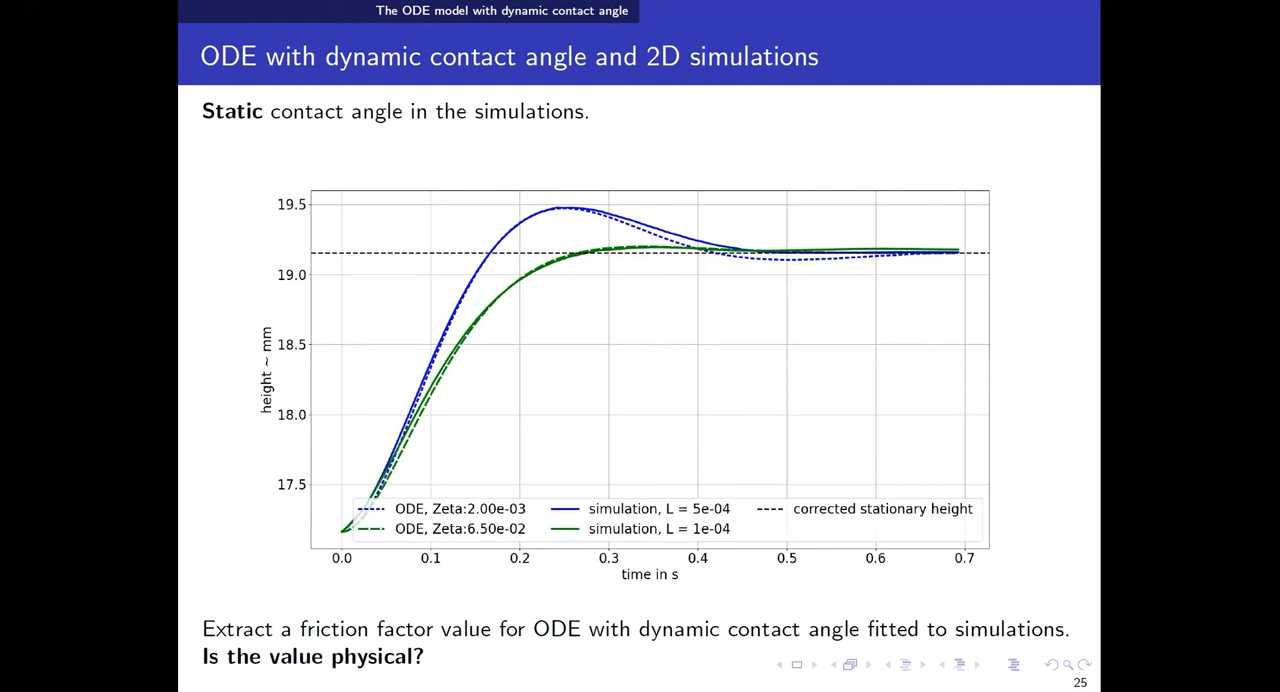 The ODE model with dynamic contact angle
ODE with dynamic contact angle and 2D simulations
Static contact angle in the simulations.
19.5
19.0
18.5
18.0
17.5
height ~ mm
ODE, Zeta:2.00e-03
ODE, Zeta:6.50e-02
simulation, L = 5e-04
simulation, L = 1e-04
corrected stationary height
0.0 0.1 0.2 0.3 0.4 0.5 0.6 0.7
time in s
Extract a friction factor value for ODE with dynamic contact angle fitted to simulations.
Is the value physical?
25